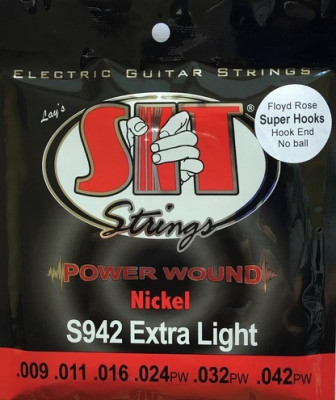 ELECTRIC GUITAR STRINGS
Lay's
SIT
Strings
Floyd Rose
Super Hooks
Hook End
No ball
POWER WOUND
Nickel
S942 Extra Light
.009 .011 .016 .024PW .032PW .042PW